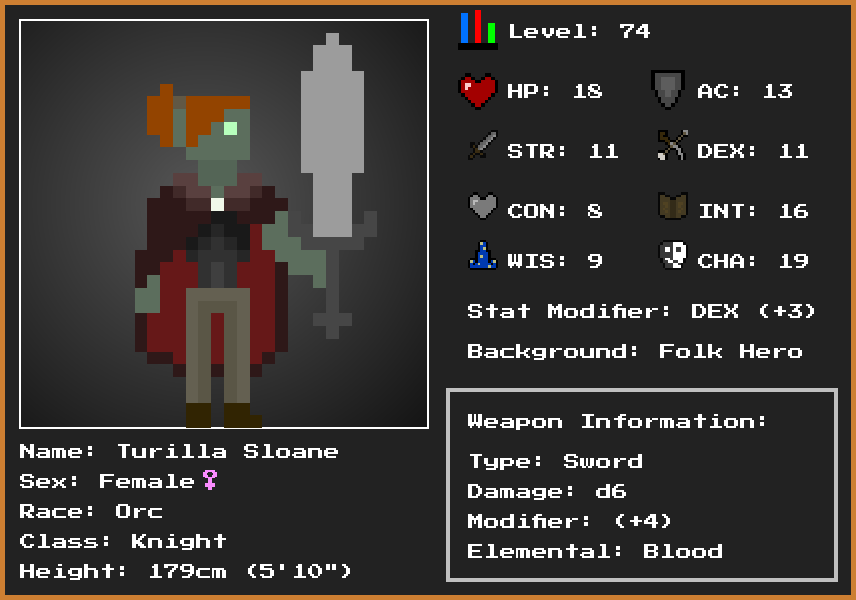 Level: 74
HP: 18
AC: 13
STR: 11
DEX: 11
CON: 8
INT: 16
WIS: 9
CHA: 19
Stat Modifier: DEX (+3)
Background: Folk Hero
Weapon Information:
Type: Sword
Damage: d6
Modifier: (+4)
Elemental: Blood
Name: Turilla Sloane
Sex: Female♀
Race: Orc
Class: Knight
Height: 179cm (5'10")